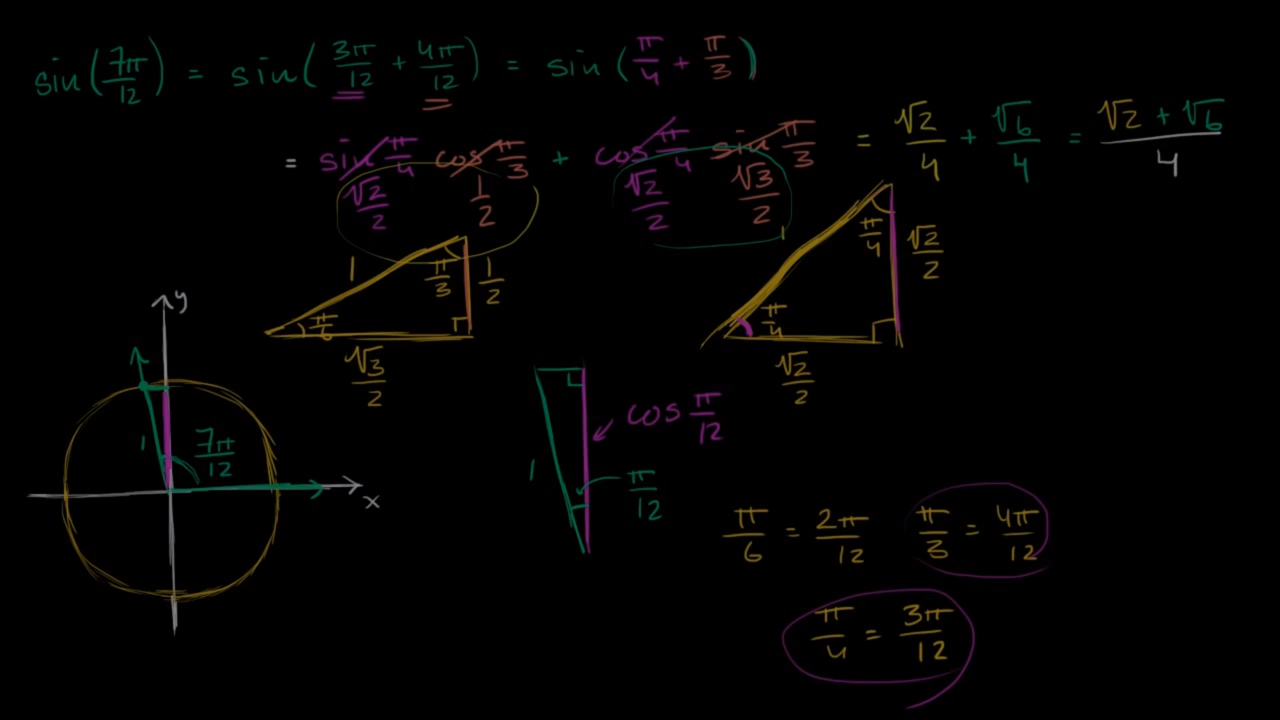 sin(7π/12) = sin(3π/12 + 4π/12) = sin(π/4 + π/3)
= sin π/4 cos π/3 + cos π/4 sin π/3 = √2/4 + √6/4 = (√2 + √6)/4
√2/2 1/2 √2/2 √3/2
1 π/3 1/2 π/6 √3/2
1 π/4 √2/2 π/4 √2/2
y
1 7π/12
x
cos π/12
1 π/12
π/6 = 2π/12 π/3 = 4π/12
π/4 = 3π/12